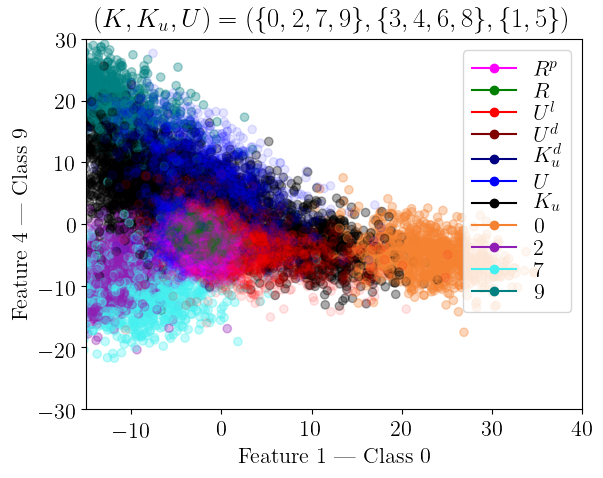 (K, K_u, U) = ({0, 2, 7, 9}, {3, 4, 6, 8}, {1, 5})
30
20
10
0
−10
−20
−30
Feature 4 — Class 9
R^p
R
U^l
U^d
K_u^d
U
K_u
0
2
7
9
−10
0
10
20
30
40
Feature 1 — Class 0